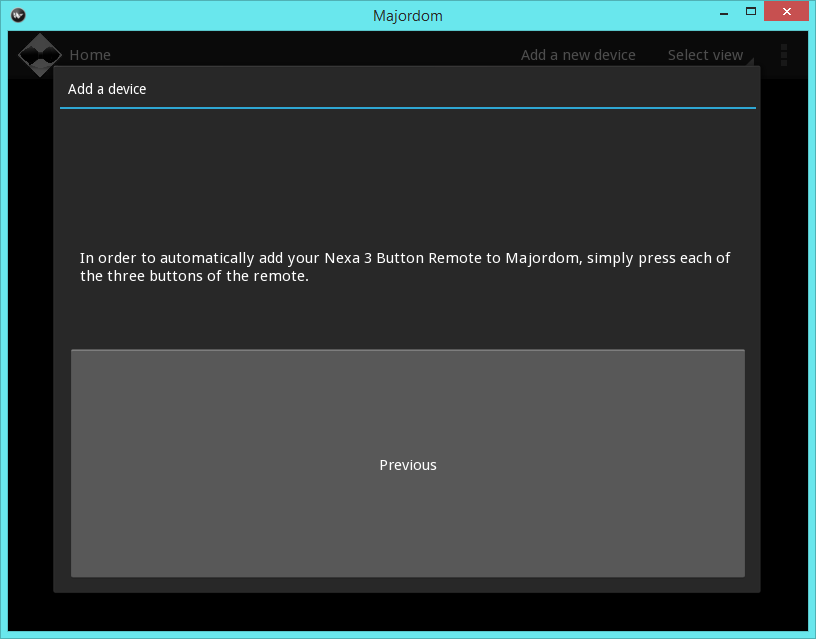 Majordom
Home
Add a new device
Select view
Add a device
In order to automatically add your Nexa 3 Button Remote to Majordom, simply press each of
the three buttons of the remote.
Previous